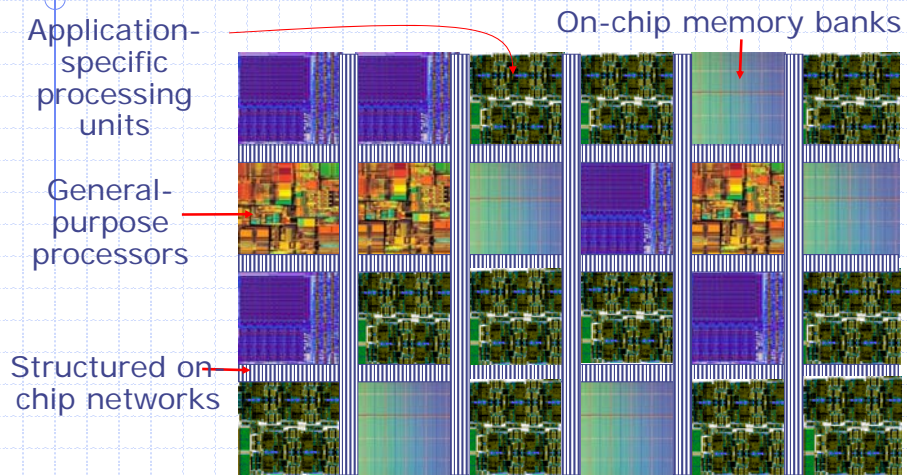 Application-
specific
processing
units
On-chip memory banks
General-
purpose
processors
Structured on
chip networks